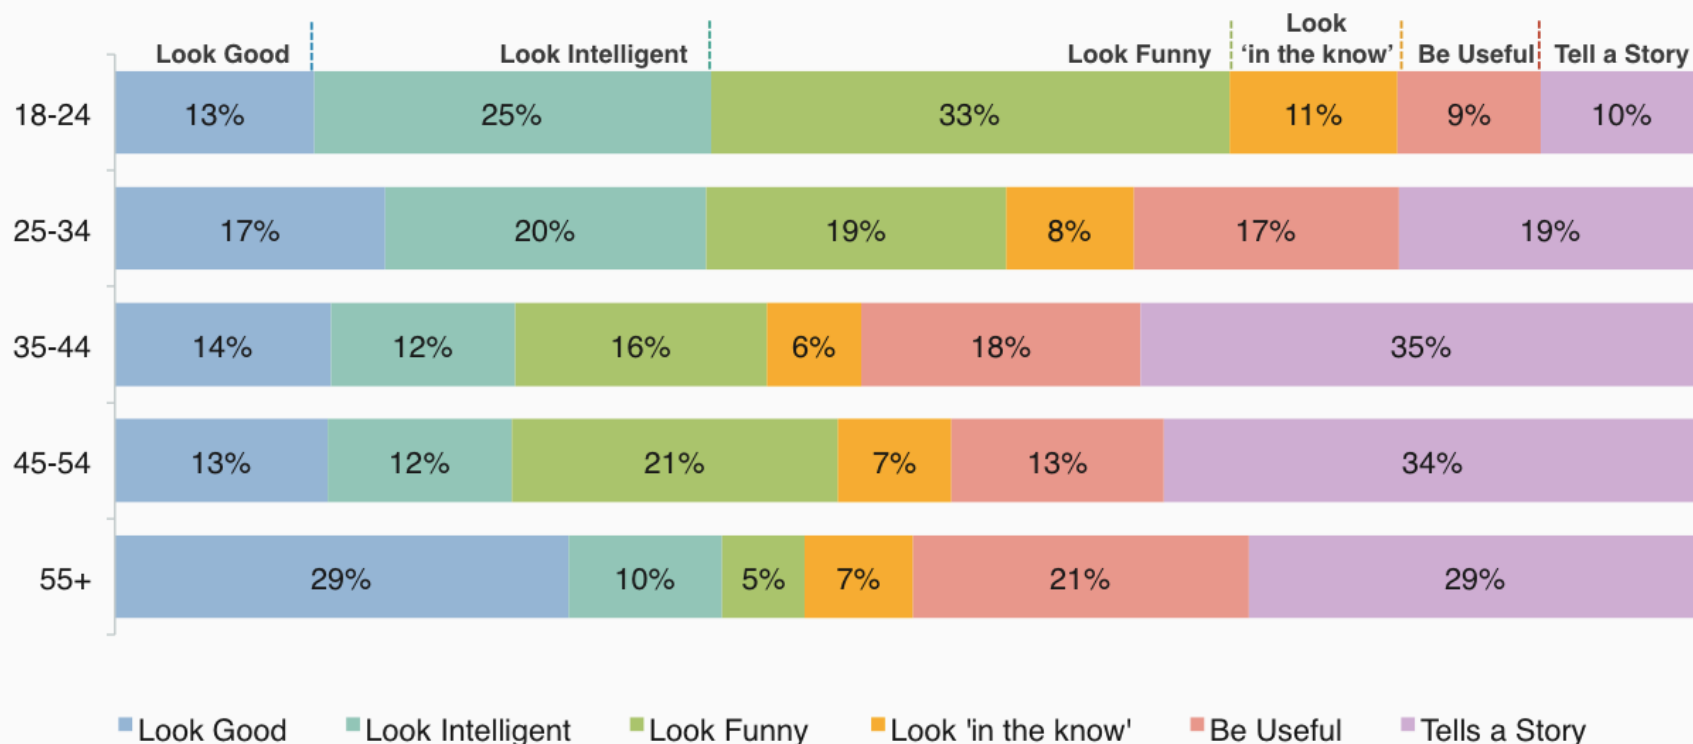 Look Good
Look Intelligent
Look Funny
Look
‘in the know’
Be Useful
Tell a Story
18-24
13%
25%
33%
11%
9%
10%
25-34
17%
20%
19%
8%
17%
19%
35-44
14%
12%
16%
6%
18%
35%
45-54
13%
12%
21%
7%
13%
34%
55+
29%
10%
5%
7%
21%
29%
Look Good
Look Intelligent
Look Funny
Look 'in the know'
Be Useful
Tells a Story